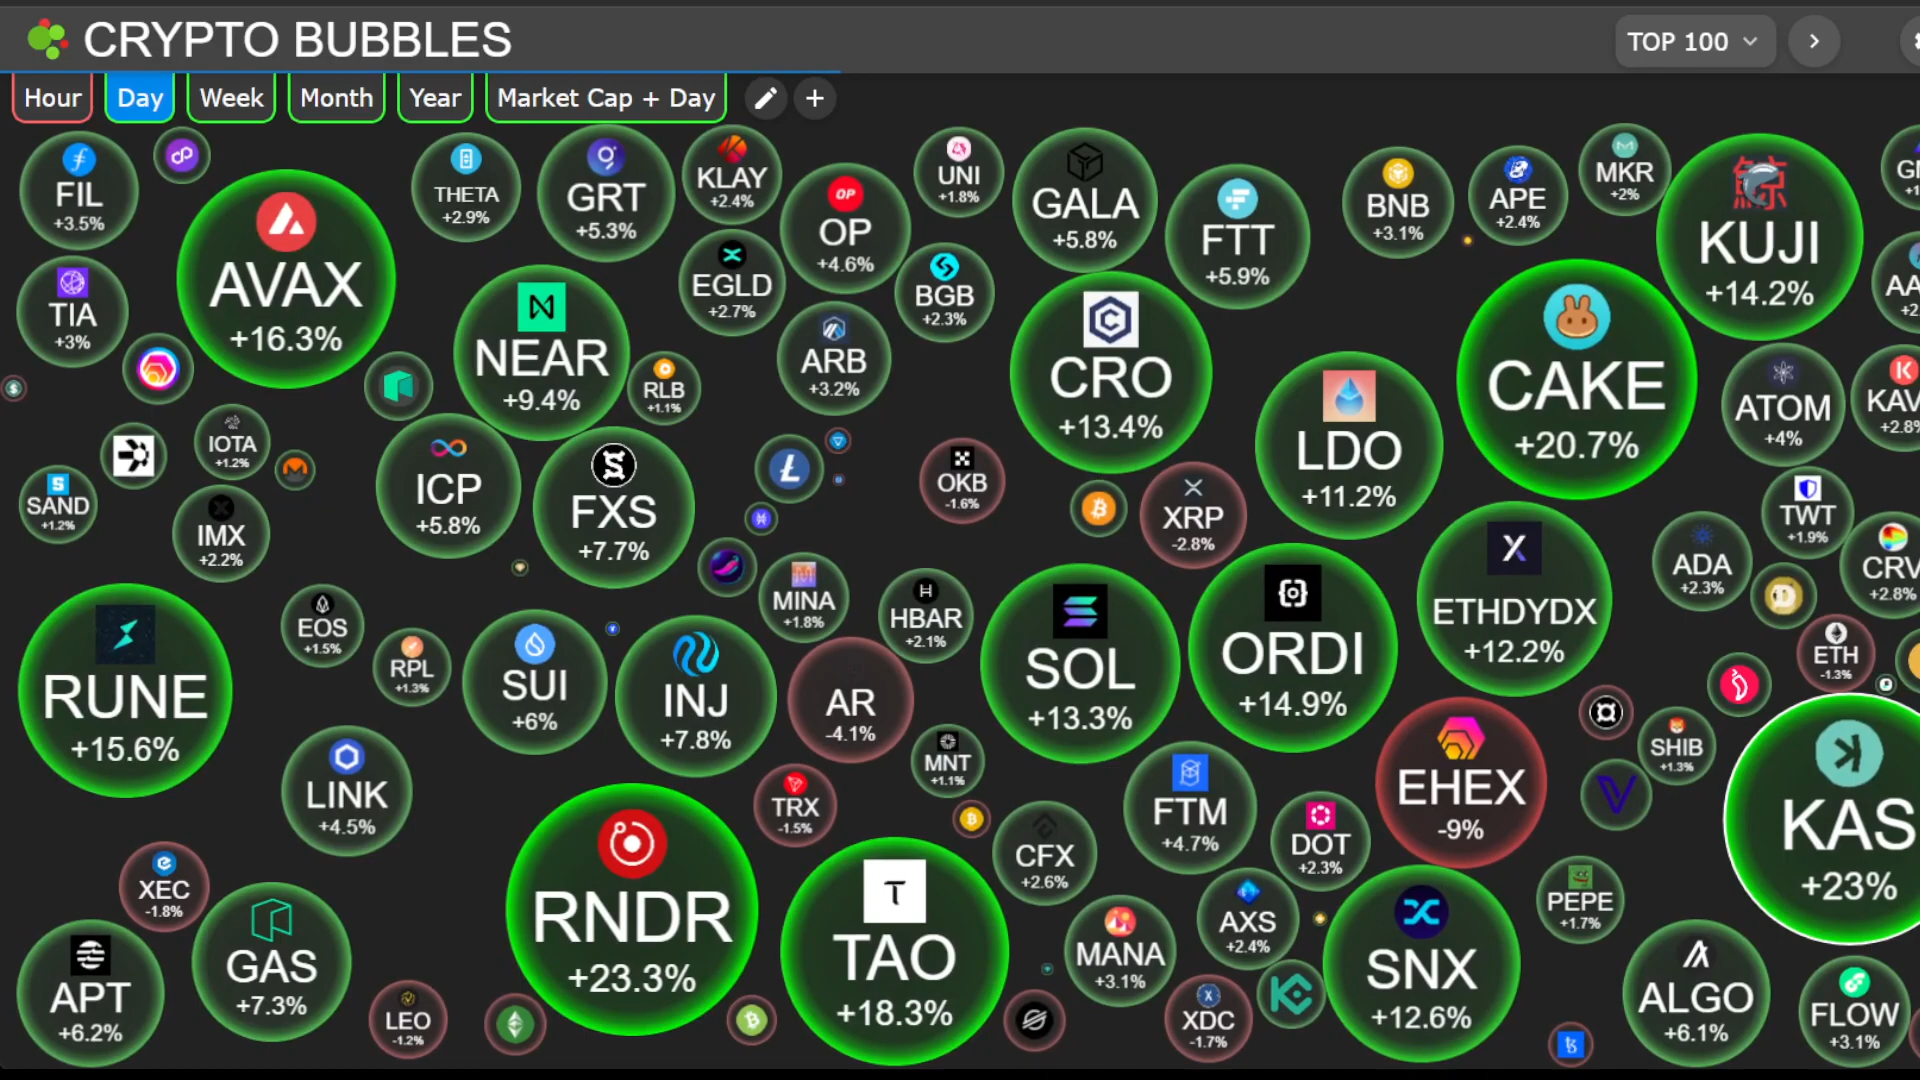 CRYPTO BUBBLES
TOP 100
Hour
Day
Week
Month
Year
Market Cap + Day
FIL
+3.5%
AVAX
+16.3%
THETA
+2.9%
GRT
+5.3%
KLAY
+2.4%
OP
OP
+4.6%
UNI
+1.8%
GALA
+5.8%
FTT
+5.9%
BNB
+3.1%
APE
+2.4%
MKR
+2%
KUJI
+14.2%
TIA
+3%
NEAR
+9.4%
EGLD
+2.7%
BGB
+2.3%
ARB
+3.2%
RLB
+1.1%
CRO
+13.4%
LDO
+11.2%
CAKE
+20.7%
ATOM
+4%
KAV
+2.8%
IOTA
+1.2%
SAND
+1.2%
IMX
+2.2%
ICP
+5.8%
FXS
+7.7%
OKB
-1.6%
XRP
-2.8%
TWT
+1.9%
ADA
+2.3%
CRV
+2.8%
RUNE
+15.6%
EOS
+1.5%
RPL
+1.3%
SUI
+6%
INJ
+7.8%
MINA
+1.8%
HBAR
+2.1%
AR
-4.1%
SOL
+13.3%
ORDI
+14.9%
ETHDYDX
+12.2%
ETH
-1.3%
LINK
+4.5%
TRX
-1.5%
MNT
+1.1%
FTM
+4.7%
DOT
+2.3%
EHEX
-9%
SHIB
+1.3%
KAS
+23%
XEC
-1.8%
GAS
+7.3%
APT
+6.2%
LEO
-1.2%
RNDR
+23.3%
TAO
+18.3%
CFX
+2.6%
MANA
+3.1%
AXS
+2.4%
XDC
-1.7%
SNX
+12.6%
PEPE
+1.7%
ALGO
+6.1%
FLOW
+3.1%